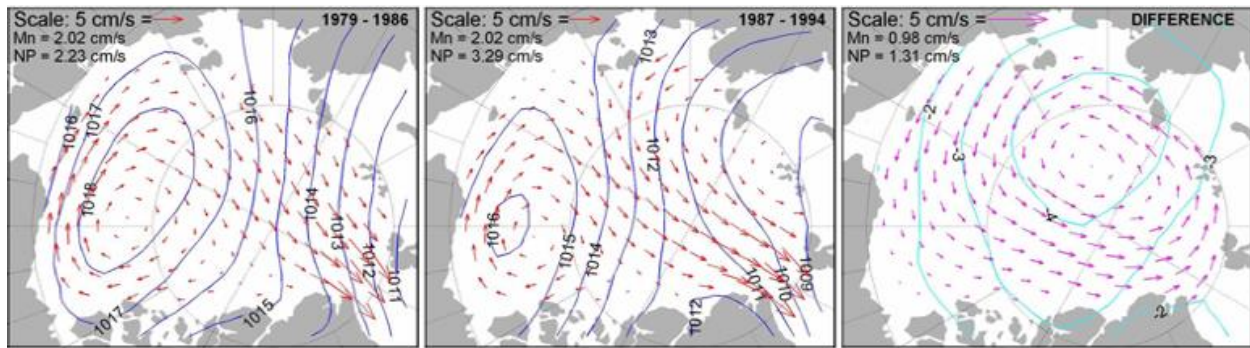 Scale: 5 cm/s =
1979 - 1986
Mn = 2.02 cm/s
NP = 2.23 cm/s
1016
1017
1018
1016
1014
1013
1012
1011
1017
1015
Scale: 5 cm/s =
1987 - 1994
Mn = 2.02 cm/s
NP = 3.29 cm/s
1013
1012
1016
1015
1014
1011
1010
1009
1012
Scale: 5 cm/s =
DIFFERENCE
Mn = 0.98 cm/s
NP = 1.31 cm/s
-2
-3
-3
-4
-2